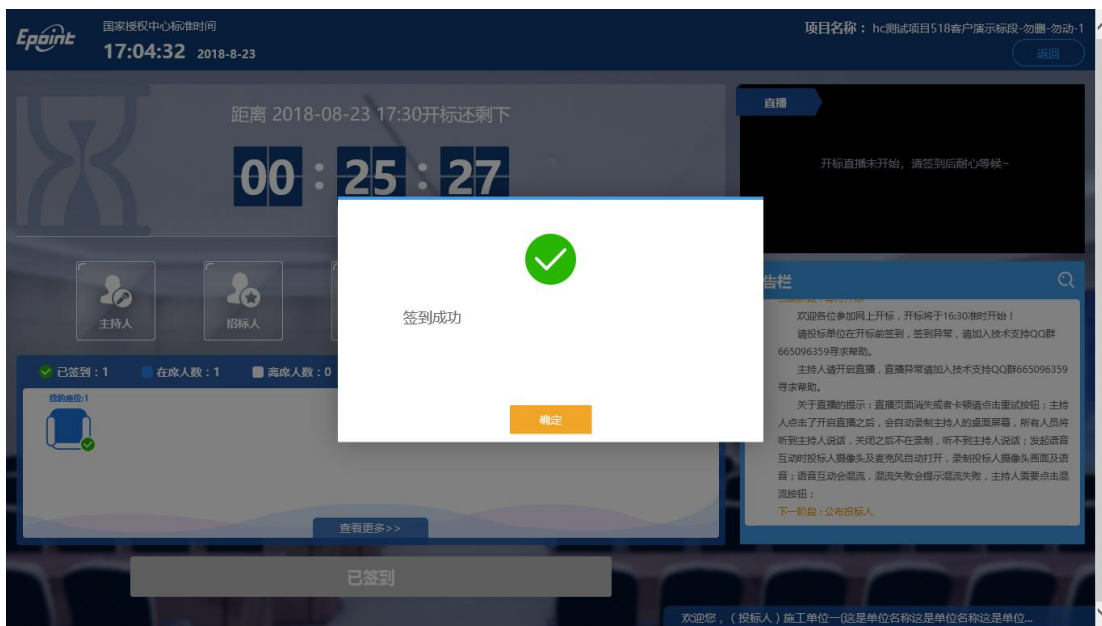 Epoint
国家授权中心标准时间
17:04:32 2018-8-23
项目名称：hc测试项目518客户演示标段-勿删-勿动-1
返回
距离 2018-08-23 17:30开标还剩下
00 : 25 : 27
直播
开标直播未开始，请签到后耐心等候~
主持人
招标人
签到成功
确定
告栏
欢迎各位参加网上开标，开标将于16:30准时开始！
请投标单位在开标前签到，签到异常，请加入技术支持QQ群
665096359寻求帮助。
主持人请开启直播，直播异常请加入技术支持QQ群665096359
寻求帮助。
关于直播的提示：直播页面消失或者卡顿请点击重试按钮；主持
人点击了开启直播之后，会自动录制主持人的桌面屏幕，所有人员将
听到主持人说话，关闭之后不在录制，听不到主持人说话；发起语音
互动时投标人摄像头及麦克风自动打开，录制投标人摄像头画面及语
音；语音互动会混流，混流失败会提示混流失败，主持人需要点击混
流按钮；
下一阶段：公布投标人
已签到：1 在席人数：1 离席人数：0
我的座位:1
查看更多>>
已签到
欢迎您，（投标人）施工单位一(这是单位名称这是单位名称这是单位...